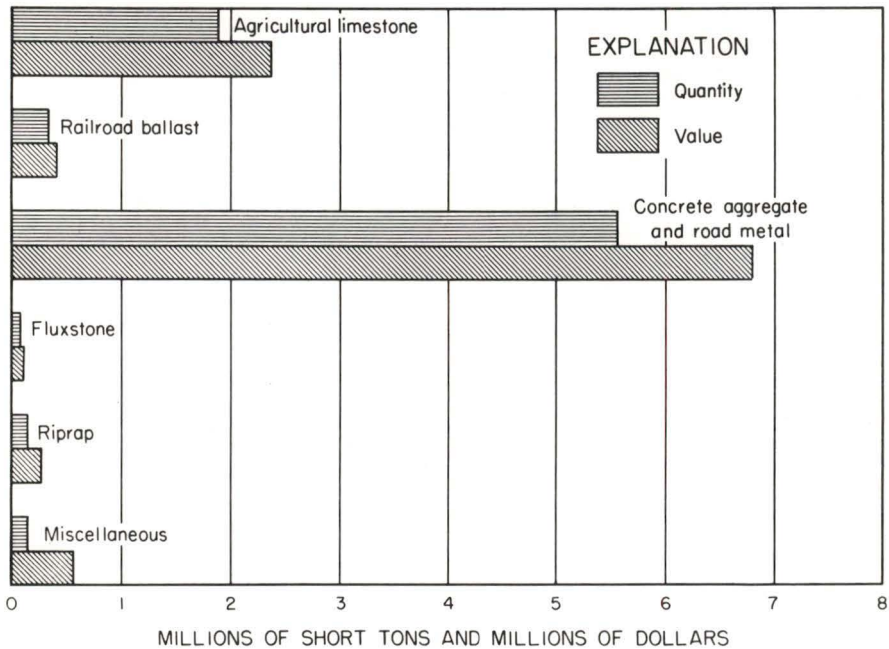 Agricultural limestone
EXPLANATION
Quantity
Value
Railroad ballast
Concrete aggregate
and road metal
Fluxstone
Riprap
Miscellaneous
0 1 2 3 4 5 6 7 8
MILLIONS OF SHORT TONS AND MILLIONS OF DOLLARS